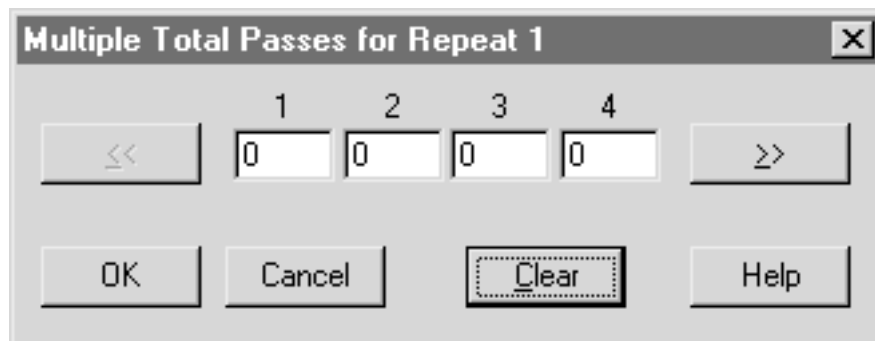 Multiple Total Passes for Repeat 1
1 2 3 4
<< 0 0 0 0 >>
OK Cancel Clear Help